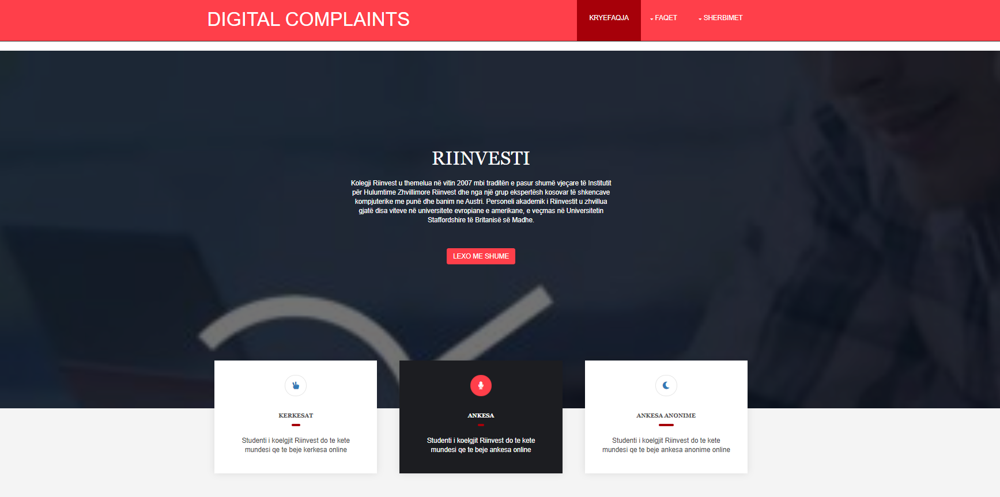 DIGITAL COMPLAINTS
KRYEFAQJA
FAQET
SHERBIMET
RIINVESTI
Kolegji Riinvest u themelua në vitin 2007 mbi traditën e pasur shumë vjeçare të Institutit
për Hulumtime Zhvillimore Riinvest dhe nga një grup ekspertësh kosovar të shkencave
kompjuterike me punë dhe banim ne Austri. Personeli akademik i Riinvestit u zhvillua
gjatë disa viteve në universitete evropiane e amerikane, e veçmas në Universitetin
Staffordshire të Britanisë së Madhe.
LEXO ME SHUME
KERKESAT
Studenti i koelgjit Riinvest do te kete
mundesi qe te beje kerkesa online
ANKESA
Studenti i koelgjit Riinvest do te kete
mundesi qe te beje ankesa online
ANKESA ANONIME
Studenti i koelgjit Riinvest do te kete
mundesi qe te beje ankesa anonime online